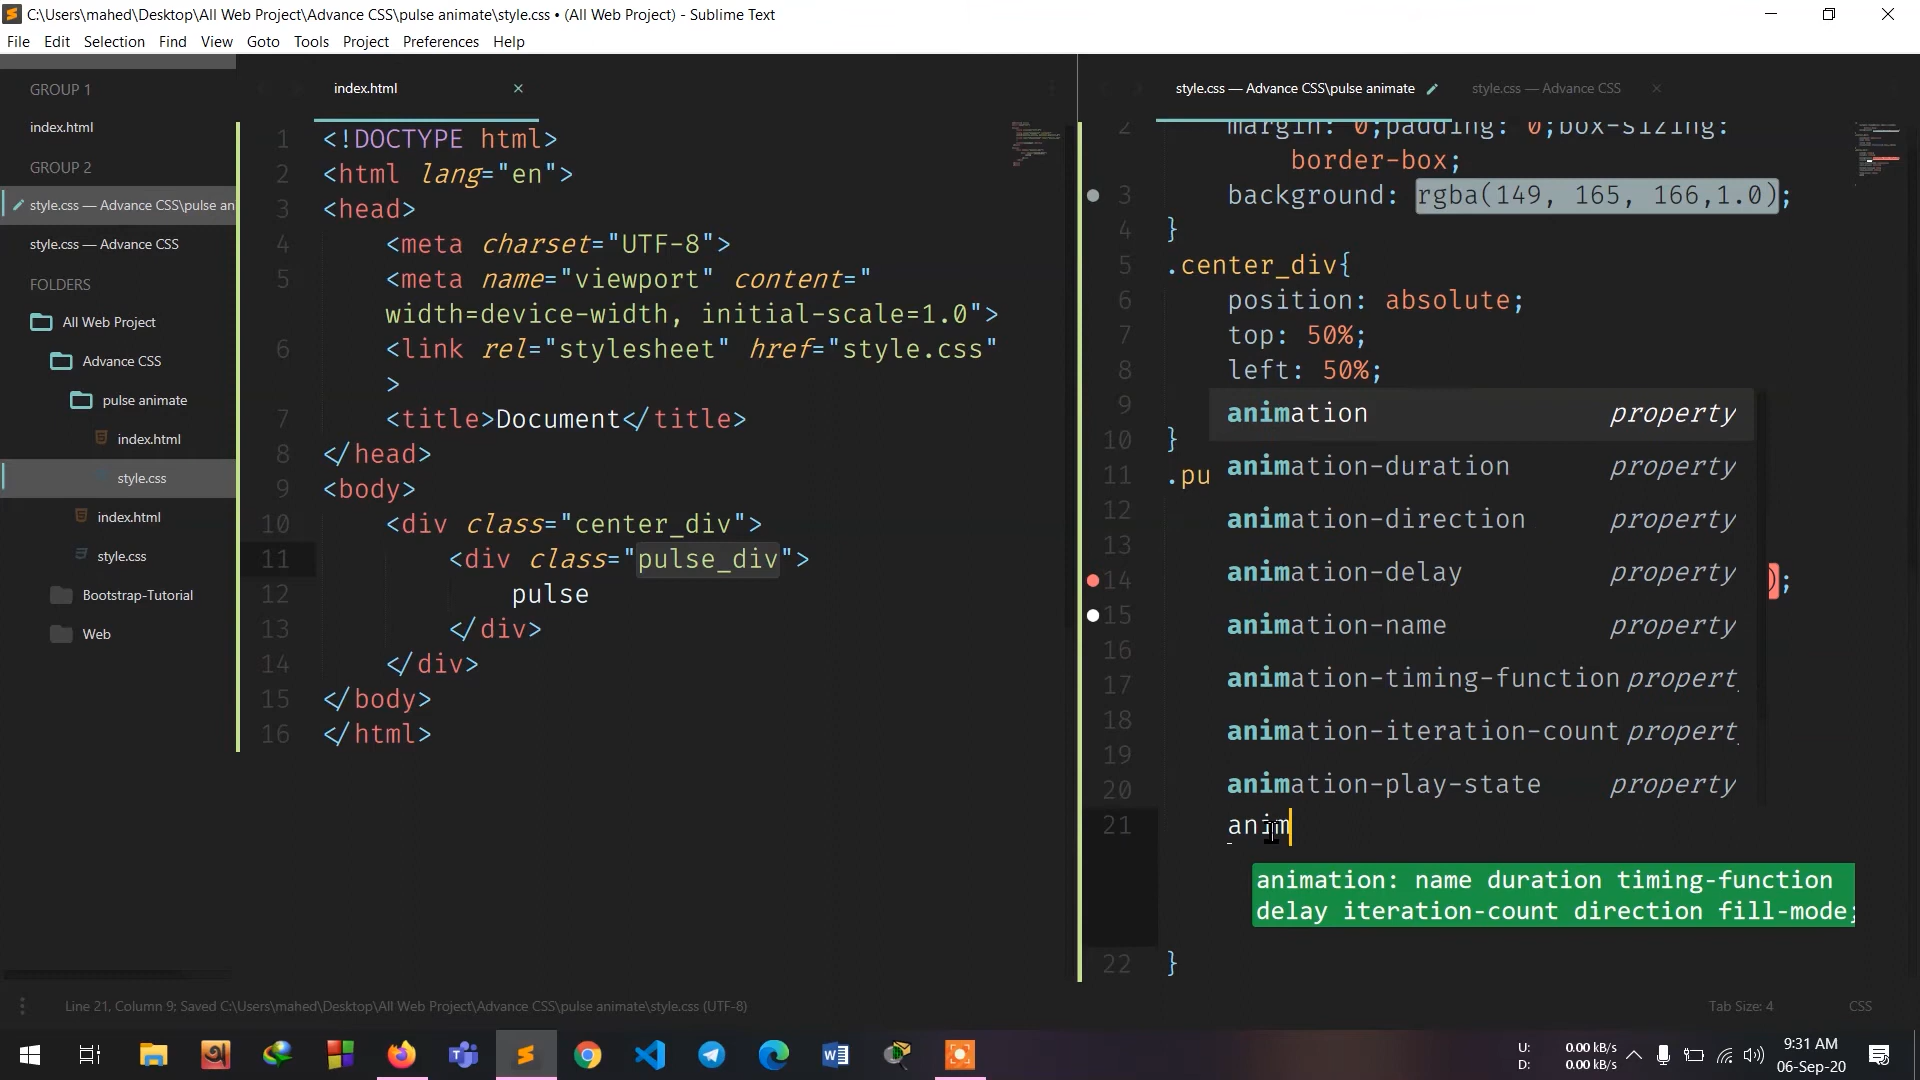 C:\Users\mahed\Desktop\All Web Project\Advance CSS\pulse animate\style.css • (All Web Project) - Sublime Text
File Edit Selection Find View Goto Tools Project Preferences Help
GROUP 1
index.html
GROUP 2
style.css — Advance CSS\pulse an
style.css — Advance CSS
FOLDERS
All Web Project
Advance CSS
pulse animate
index.html
style.css
index.html
style.css
Bootstrap-Tutorial
Web
index.html
1 <!DOCTYPE html>
2 <html lang="en">
3 <head>
4 <meta charset="UTF-8">
5 <meta name="viewport" content="
width=device-width, initial-scale=1.0">
6 <link rel="stylesheet" href="style.css"
>
7 <title>Document</title>
8 </head>
9 <body>
10 <div class="center_div">
11 <div class="pulse_div">
12 pulse
13 </div>
14 </div>
15 </body>
16 </html>
style.css — Advance CSS\pulse animate
style.css — Advance CSS
2 margin: 0;padding: 0;box-sizing:
border-box;
3 background: rgba(149, 165, 166,1.0);
4 }
5 .center_div{
6 position: absolute;
7 top: 50%;
8 left: 50%;
9
10 }
11 .pu
12
13
14 );
15
16
17
18
19
20
21 anim
22 }
animation property
animation-duration property
animation-direction property
animation-delay property
animation-name property
animation-timing-function propert
animation-iteration-count propert
animation-play-state property
animation: name duration timing-function
delay iteration-count direction fill-mode;
Line 21, Column 9; Saved C:\Users\mahed\Desktop\All Web Project\Advance CSS\pulse animate\style.css (UTF-8)
Tab Size: 4
CSS
U: 0.00 kB/s
D: 0.00 kB/s
9:31 AM
06-Sep-20